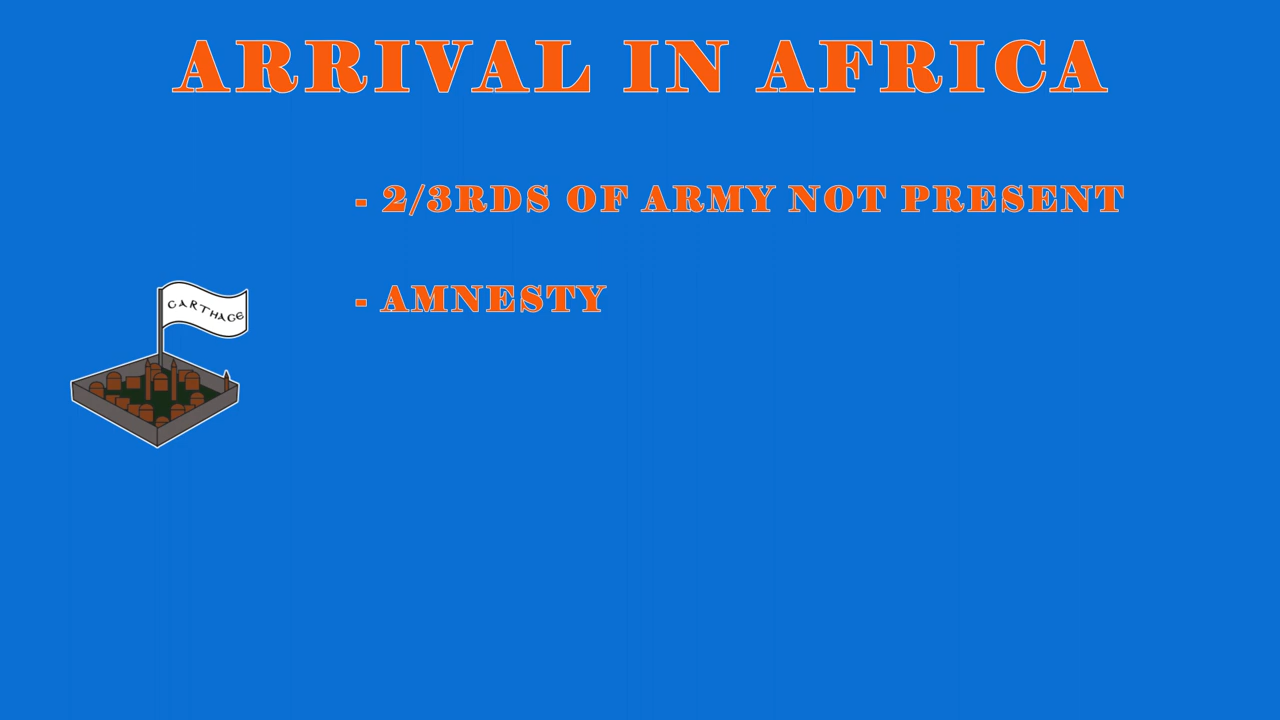 ARRIVAL IN AFRICA
- 2/3RDS OF ARMY NOT PRESENT
- AMNESTY
CARTHAGE